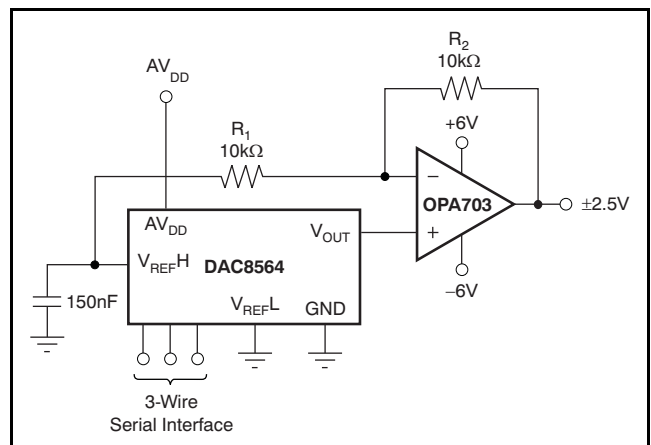 R2
10kΩ
AVDD
+6V
R1
10kΩ
−
OPA703
±2.5V
AVDD
VOUT
+
VREFH
DAC8564
−6V
150nF
VREFL
GND
3-Wire
Serial Interface